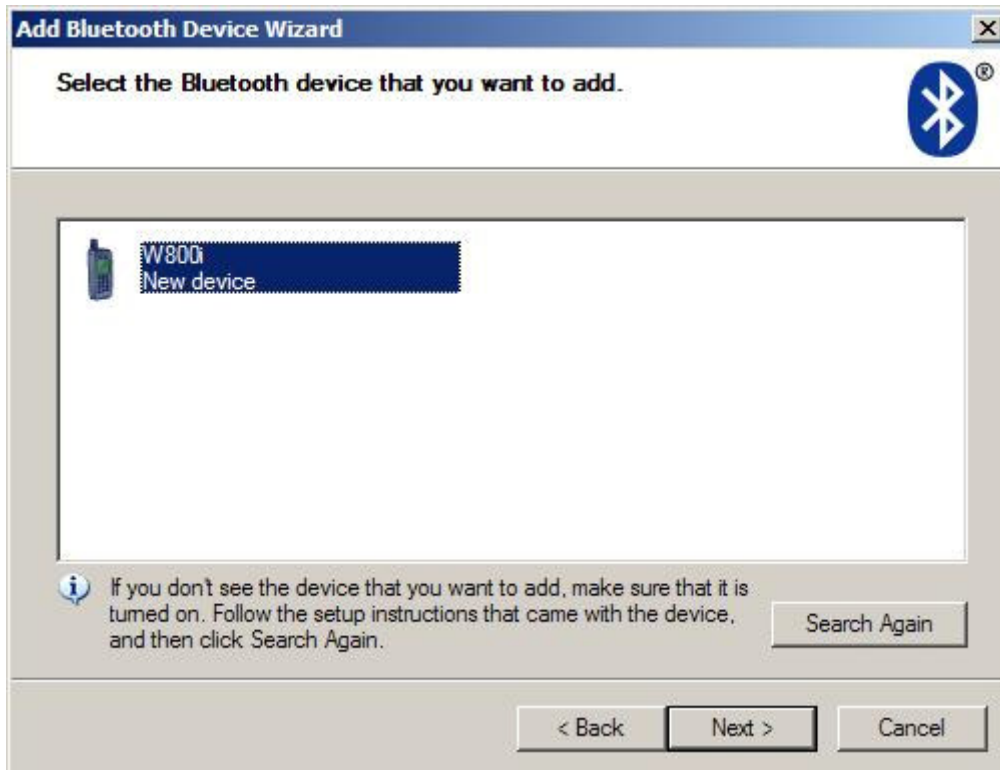 Add Bluetooth Device Wizard
Select the Bluetooth device that you want to add.
®
W800i
New device
If you don't see the device that you want to add, make sure that it is
turned on. Follow the setup instructions that came with the device,
and then click Search Again.
Search Again
< Back
Next >
Cancel